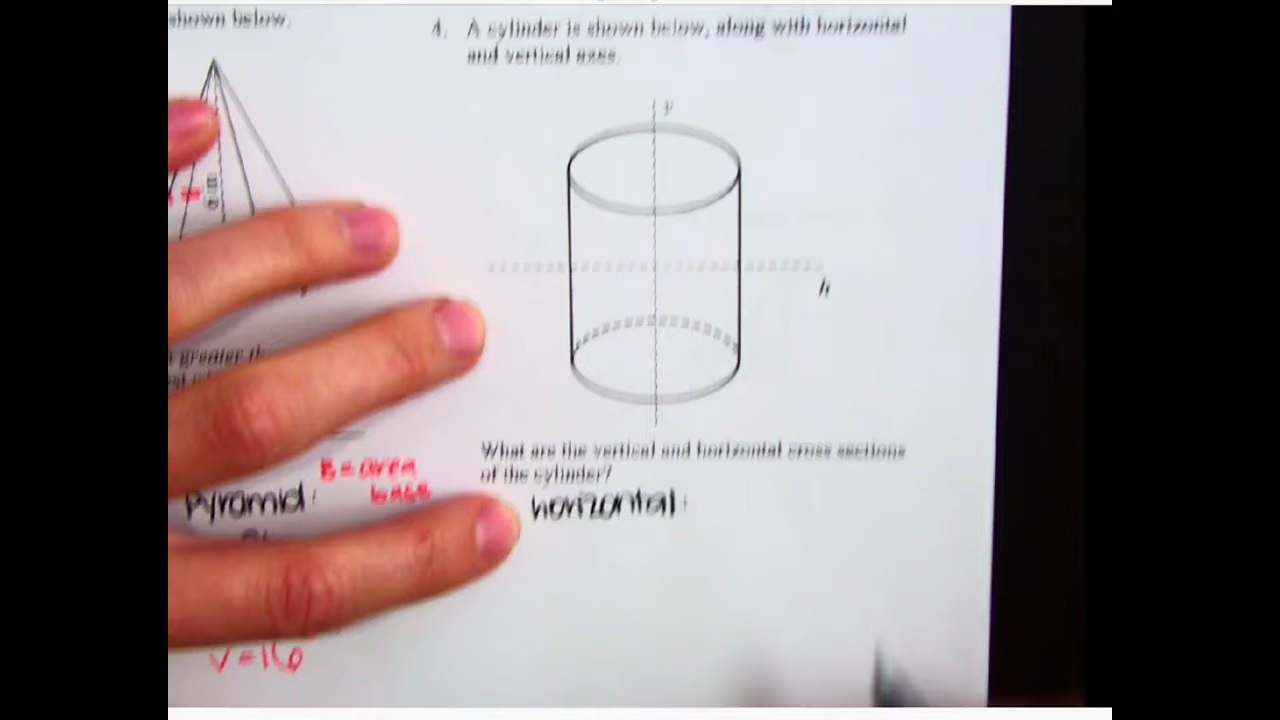 shown below.
4. A cylinder is shown below, along with horizontal
and vertical axes.
h
greater
What are the vertical and horizontal cross sections
of the cylinder?
B = area
base
Pyramid:
horizontal:
V = 16